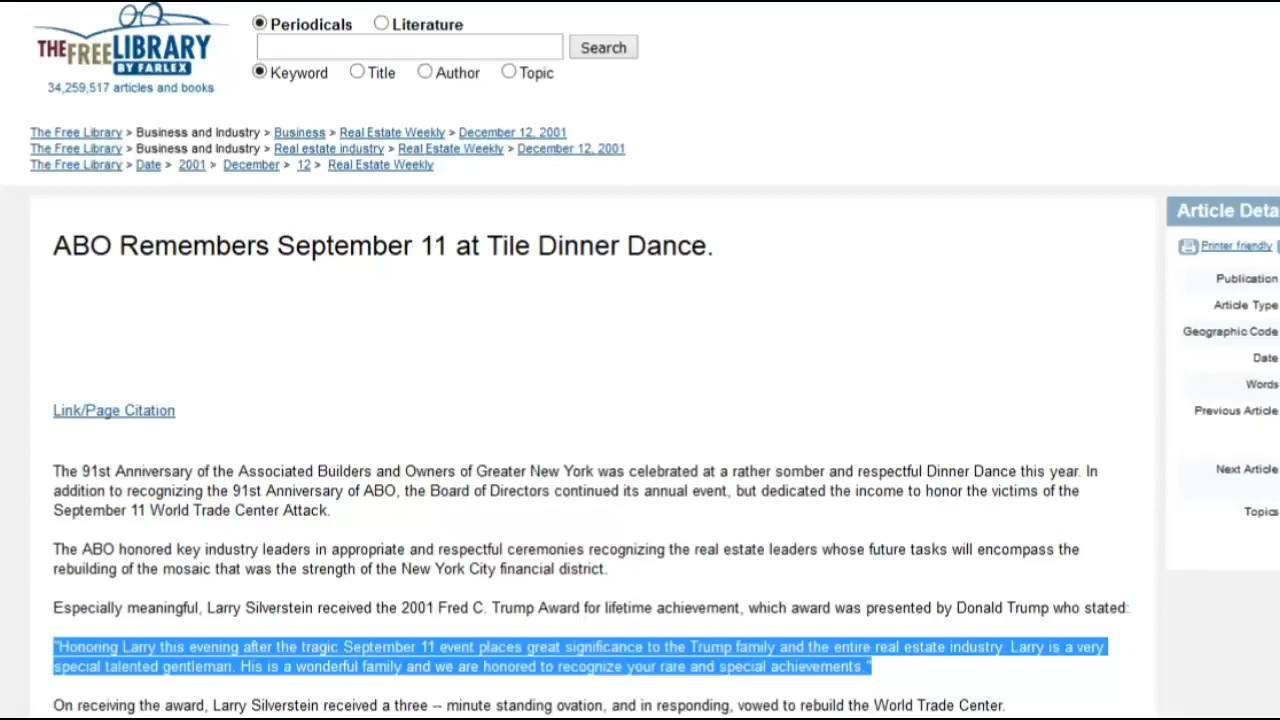 Periodicals Literature
THEFREELIBRARY
BY FARLEX
Search
34,259,517 articles and books
Keyword Title Author Topic
The Free Library > Business and Industry > Business > Real Estate Weekly > December 12, 2001
The Free Library > Business and Industry > Real estate industry > Real Estate Weekly > December 12, 2001
The Free Library > Date > 2001 > December > 12 > Real Estate Weekly
ABO Remembers September 11 at Tile Dinner Dance.
Link/Page Citation
The 91st Anniversary of the Associated Builders and Owners of Greater New York was celebrated at a rather somber and respectful Dinner Dance this year. In
addition to recognizing the 91st Anniversary of ABO, the Board of Directors continued its annual event, but dedicated the income to honor the victims of the
September 11 World Trade Center Attack.
The ABO honored key industry leaders in appropriate and respectful ceremonies recognizing the real estate leaders whose future tasks will encompass the
rebuilding of the mosaic that was the strength of the New York City financial district.
Especially meaningful, Larry Silverstein received the 2001 Fred C. Trump Award for lifetime achievement, which award was presented by Donald Trump who stated:
"Honoring Larry this evening after the tragic September 11 event places great significance to the Trump family and the entire real estate industry. Larry is a very
special talented gentleman. His is a wonderful family and we are honored to recognize your rare and special achievements."
On receiving the award, Larry Silverstein received a three -- minute standing ovation, and in responding, vowed to rebuild the World Trade Center.
Article Deta
Printer friendly
Publication
Article Type
Geographic Code
Date
Words
Previous Article
Next Article
Topics